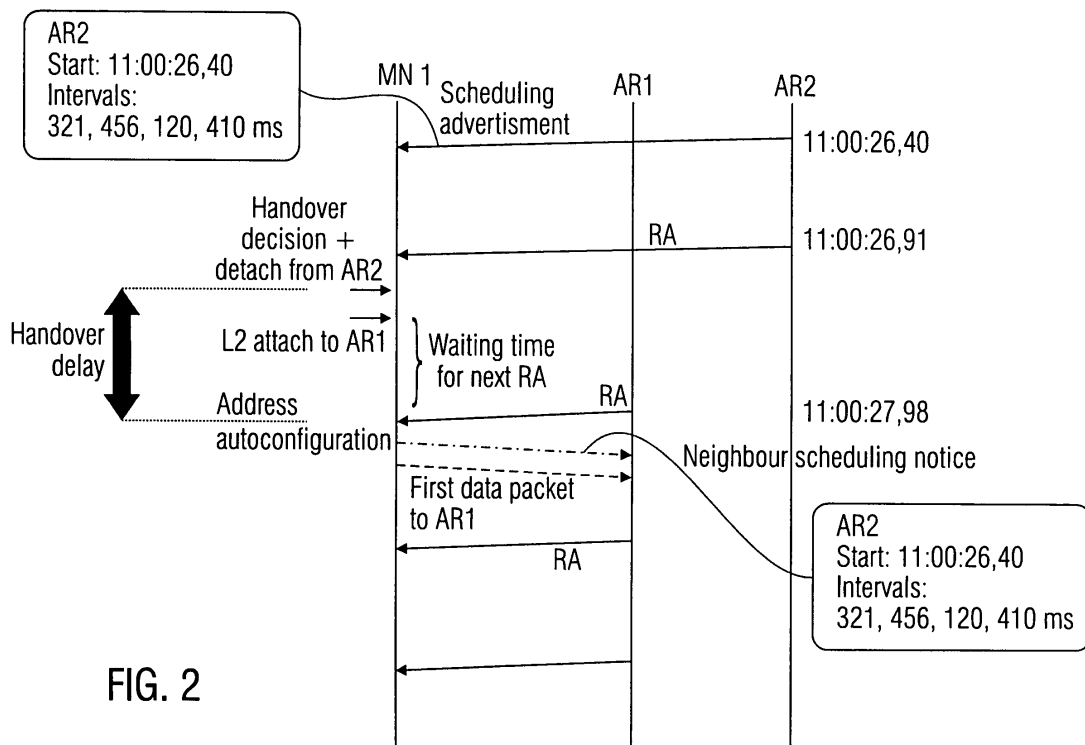 AR2
Start: 11:00:26,40
Intervals:
321, 456, 120, 410 ms
MN 1
AR1
AR2
Scheduling
advertisment
11:00:26,40
Handover
decision +
detach from AR2
RA
11:00:26,91
Handover
delay
L2 attach to AR1
Waiting time
for next RA
RA
11:00:27,98
Address
autoconfiguration
Neighbour scheduling notice
First data packet
to AR1
RA
AR2
Start: 11:00:26,40
Intervals:
321, 456, 120, 410 ms
FIG. 2